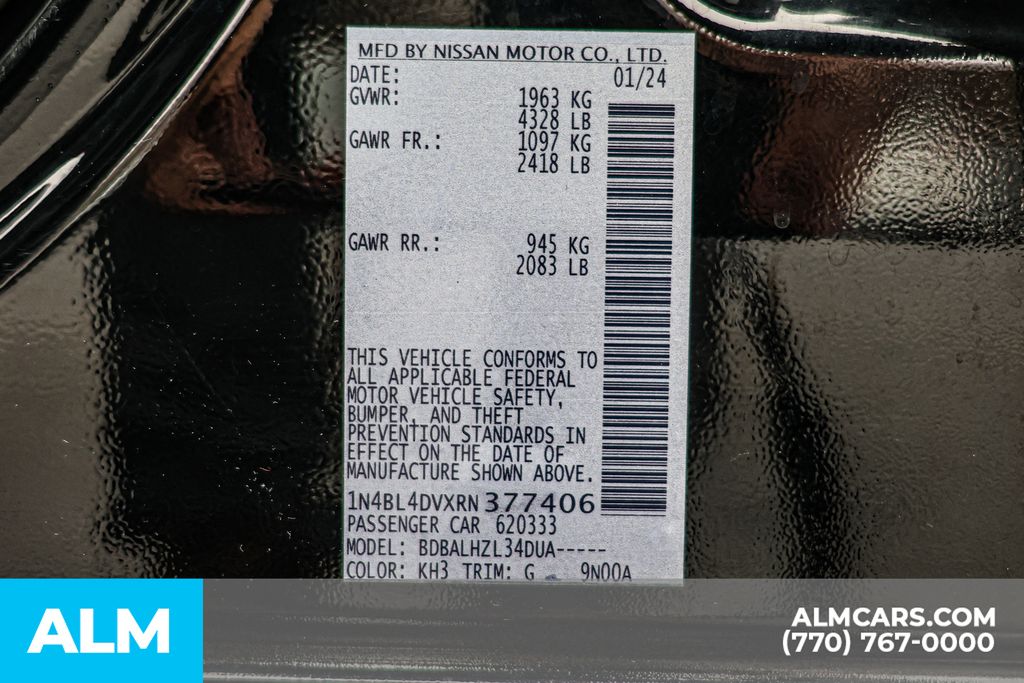 MFD BY NISSAN MOTOR CO., LTD.
DATE: 01/24
GVWR: 1963 KG
4328 LB
GAWR FR.: 1097 KG
2418 LB
GAWR RR.: 945 KG
2083 LB
THIS VEHICLE CONFORMS TO
ALL APPLICABLE FEDERAL
MOTOR VEHICLE SAFETY,
BUMPER, AND THEFT
PREVENTION STANDARDS IN
EFFECT ON THE DATE OF
MANUFACTURE SHOWN ABOVE.
1N4BL4DVXRN377406
PASSENGER CAR 620333
MODEL: BDBALHZL34DUA-----
COLOR: KH3 TRIM: G 9N00A
ALM
ALMCARS.COM
(770) 767-0000